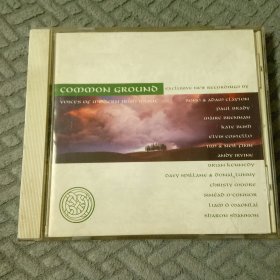 COMMON GROUND
EXCLUSIVE NEW RECORDINGS BY
VOICES OF MODERN IRISH MUSIC
BONO & ADAM CLAYTON
PAUL BRADY
MÁIRE BRENNAN
KATE BUSH
ELVIS COSTELLO
TIM & NEIL FINN
ANDY IRVINE
BRIAN KENNEDY
DAVY SPILLANE & DONAL LUNNY
CHRISTY MOORE
SINÉAD O'CONNOR
LIAM Ó MAONLAÍ
SHARON SHANNON